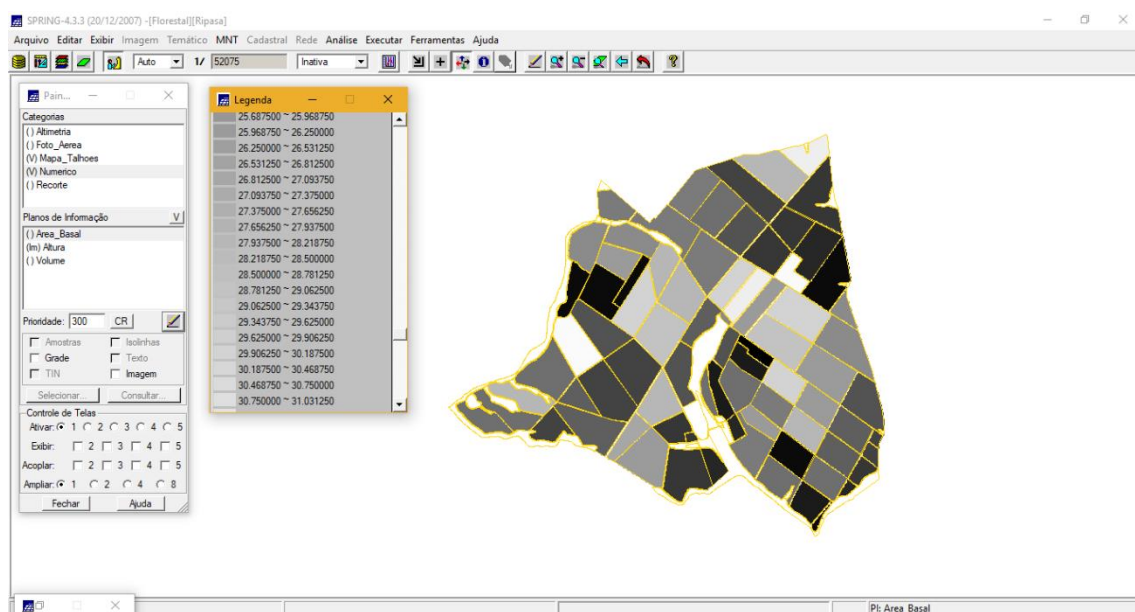 SPRING-4.3.3 (20/12/2007) -[Florestal][Ripasa]
Arquivo Editar Exibir Imagem Temático MNT Cadastral Rede Análise Executar Ferramentas Ajuda
Auto 1/ 52075 Inativa
Pain...
Categorias
( ) Altimetria
( ) Foto_Aerea
(V) Mapa_Talhoes
(V) Numerico
( ) Recorte
Planos de Informação V
( ) Area_Basal
(Im) Altura
( ) Volume
Prioridade: 300 CR
Amostras Isolinhas
Grade Texto
TIN Imagem
Selecionar... Consultar...
Controle de Telas
Ativar: 1 2 3 4 5
Exibir: 2 3 4 5
Acoplar: 2 3 4 5
Ampliar: 1 2 4 8
Fechar Ajuda
Legenda
25.687500 ~ 25.968750
25.968750 ~ 26.250000
26.250000 ~ 26.531250
26.531250 ~ 26.812500
26.812500 ~ 27.093750
27.093750 ~ 27.375000
27.375000 ~ 27.656250
27.656250 ~ 27.937500
27.937500 ~ 28.218750
28.218750 ~ 28.500000
28.500000 ~ 28.781250
28.781250 ~ 29.062500
29.062500 ~ 29.343750
29.343750 ~ 29.625000
29.625000 ~ 29.906250
29.906250 ~ 30.187500
30.187500 ~ 30.468750
30.468750 ~ 30.750000
30.750000 ~ 31.031250
PI: Area_Basal